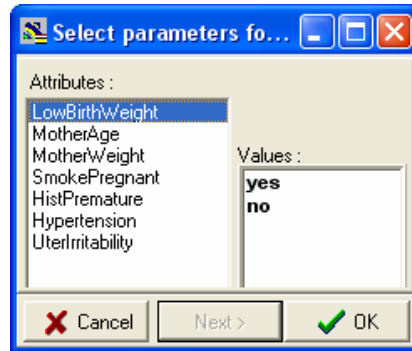 Select parameters fo...
Attributes :
LowBirthWeight
MotherAge
MotherWeight
SmokePregnant
HistPremature
Hypertension
UterIrritability
Values :
yes
no
Cancel
Next >
OK